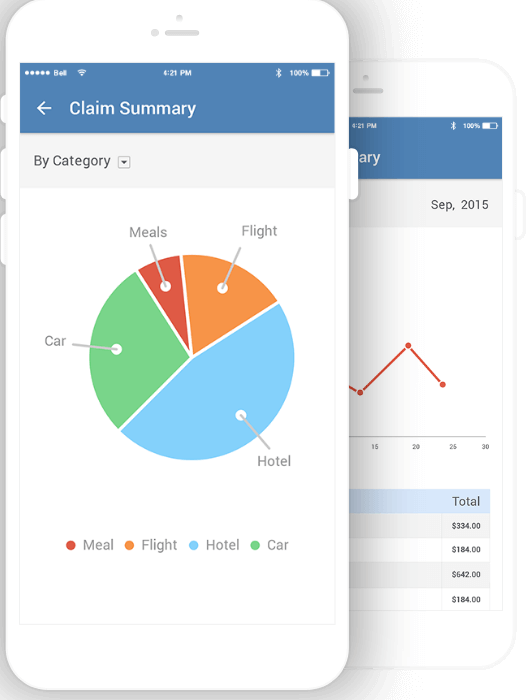 ●●●●● Bell 4:21 PM 100%
Claim Summary
By Category
Meals
Flight
Car
Hotel
Meal Flight Hotel Car
4:21 PM 100%
ary
Sep, 2015
15 20 25 30
Total
$334.00
$184.00
$642.00
$184.00